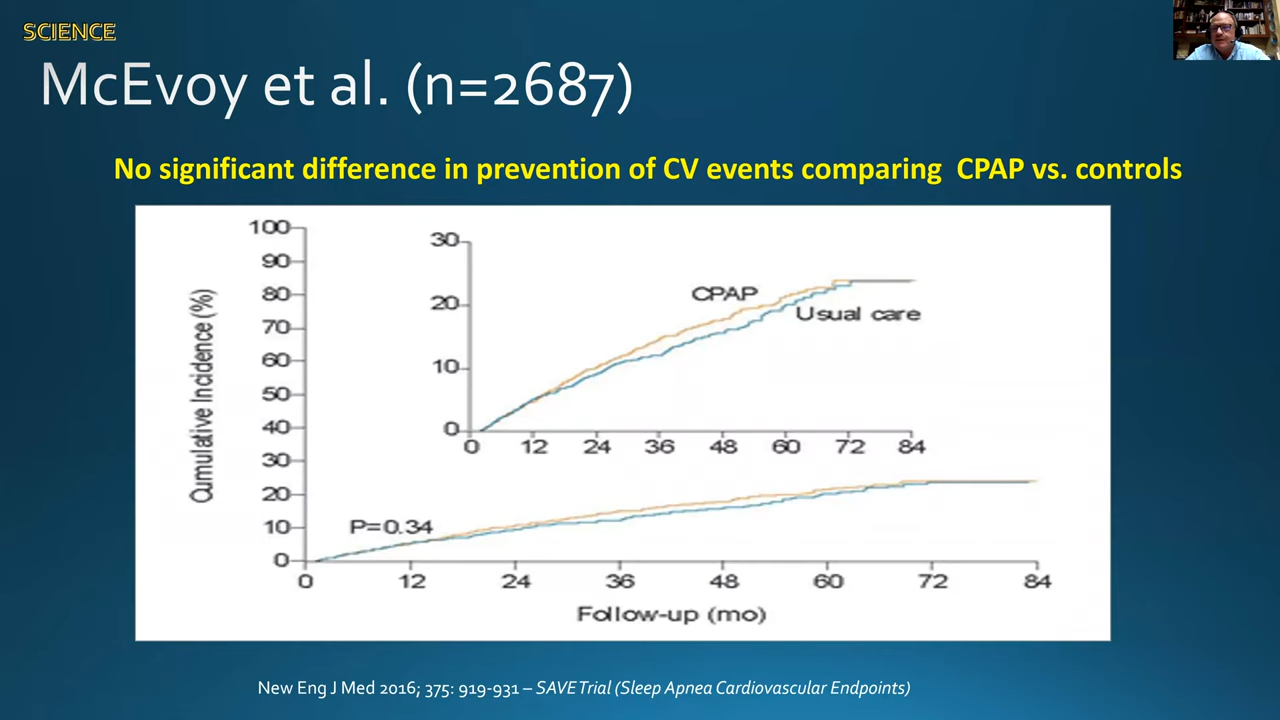 SCIENCE
McEvoy et al. (n=2687)
No significant difference in prevention of CV events comparing CPAP vs. controls
100
90
80
70
60
50
40
30
20
10
0
Cumulative Incidence (%)
30
20
10
0
CPAP
Usual care
0 12 24 36 48 60 72 84
P=0.34
0 12 24 36 48 60 72 84
Follow-up (mo)
New Eng J Med 2016; 375: 919-931 – SAVE Trial (Sleep Apnea Cardiovascular Endpoints)